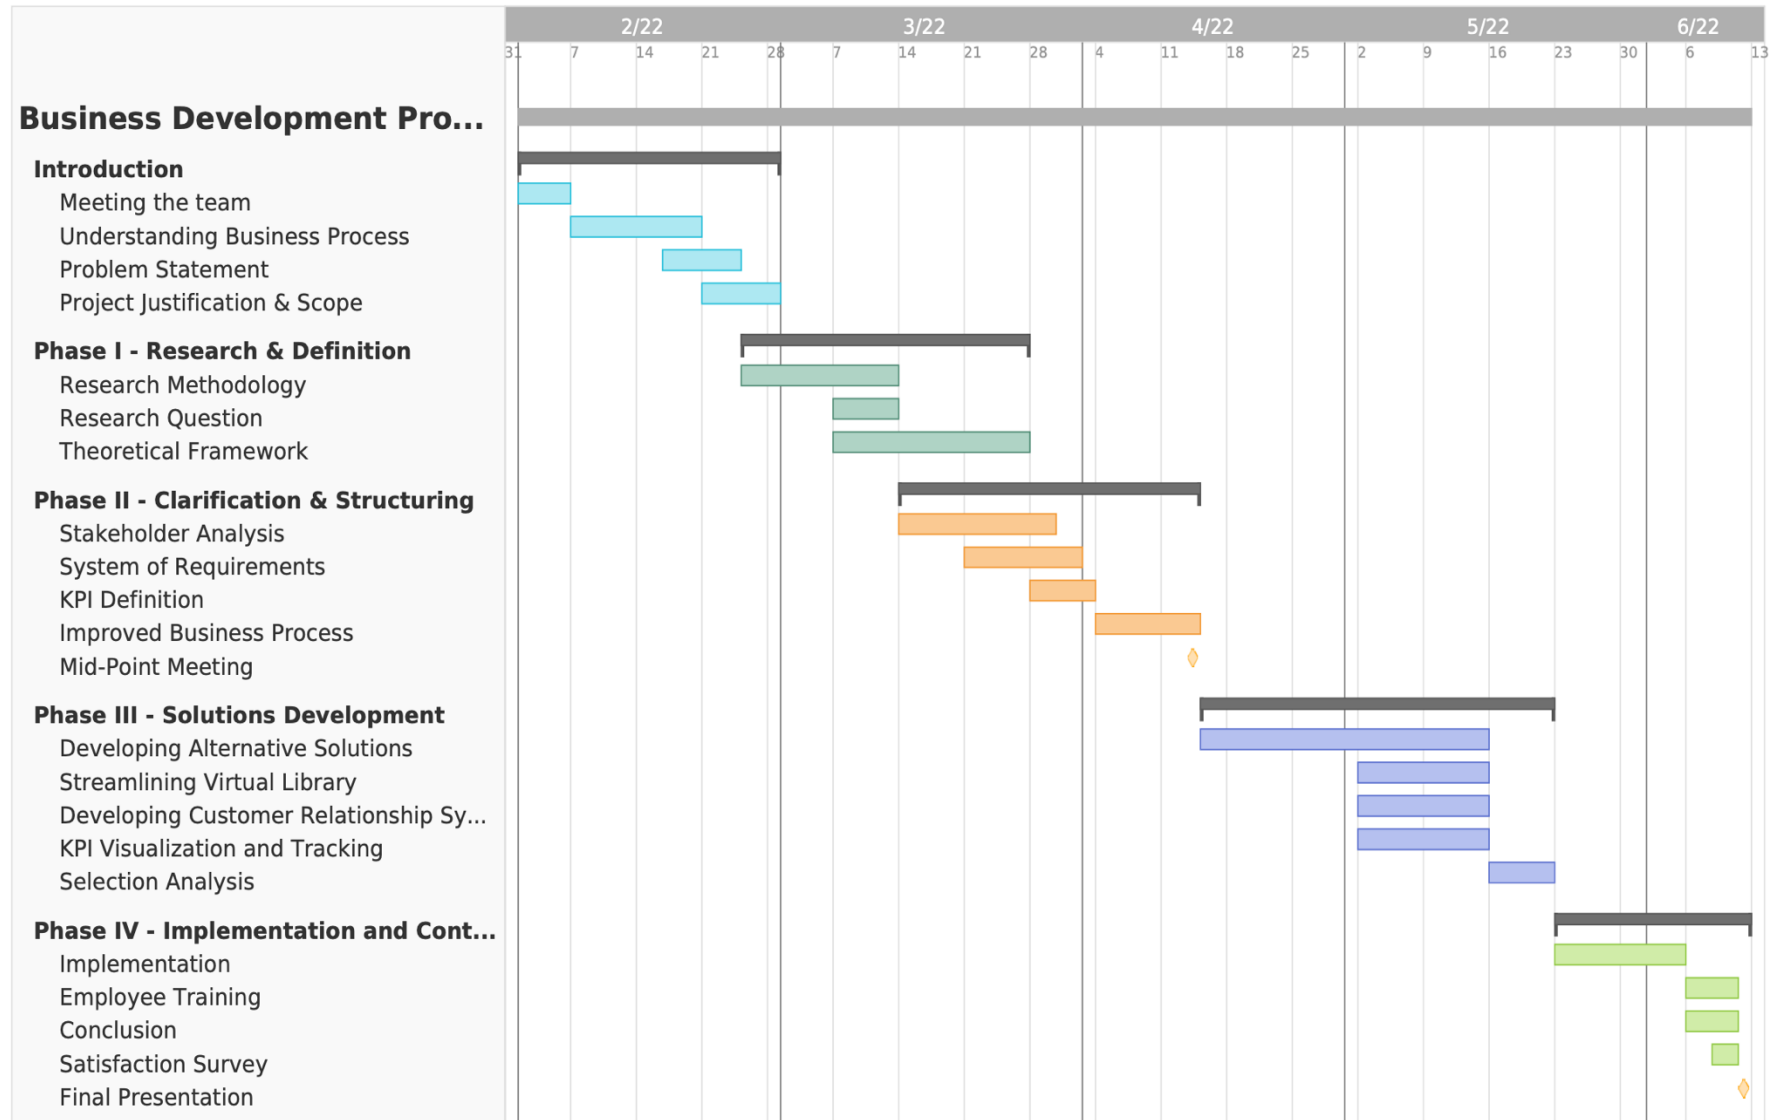 2/22 3/22 4/22 5/22 6/22
31 7 14 21 28 7 14 21 28 4 11 18 25 2 9 16 23 30 6 13
Business Development Pro...
Introduction
Meeting the team
Understanding Business Process
Problem Statement
Project Justification & Scope
Phase I - Research & Definition
Research Methodology
Research Question
Theoretical Framework
Phase II - Clarification & Structuring
Stakeholder Analysis
System of Requirements
KPI Definition
Improved Business Process
Mid-Point Meeting
Phase III - Solutions Development
Developing Alternative Solutions
Streamlining Virtual Library
Developing Customer Relationship Sy...
KPI Visualization and Tracking
Selection Analysis
Phase IV - Implementation and Cont...
Implementation
Employee Training
Conclusion
Satisfaction Survey
Final Presentation